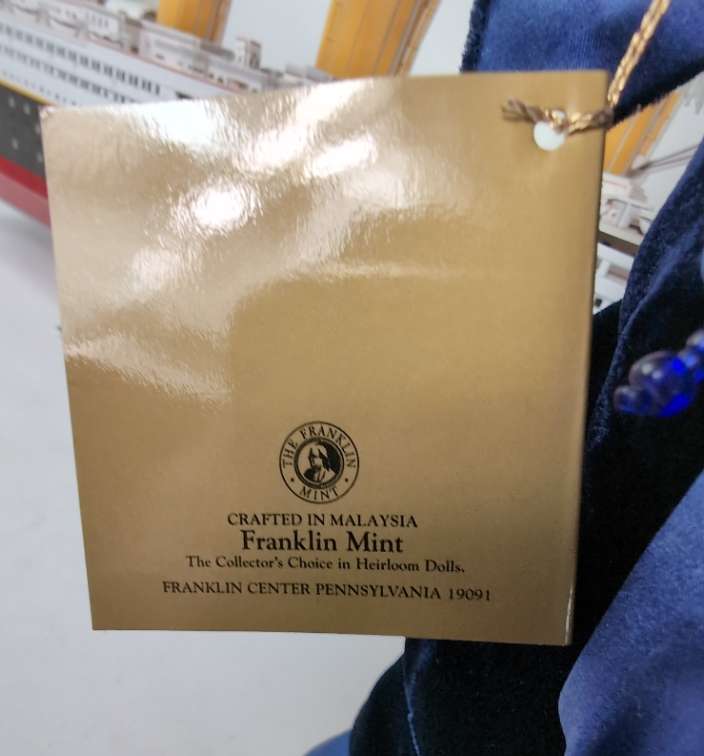 THE FRANKLIN
• MINT •
CRAFTED IN MALAYSIA
Franklin Mint
The Collector's Choice in Heirloom Dolls.
FRANKLIN CENTER PENNSYLVANIA 19091